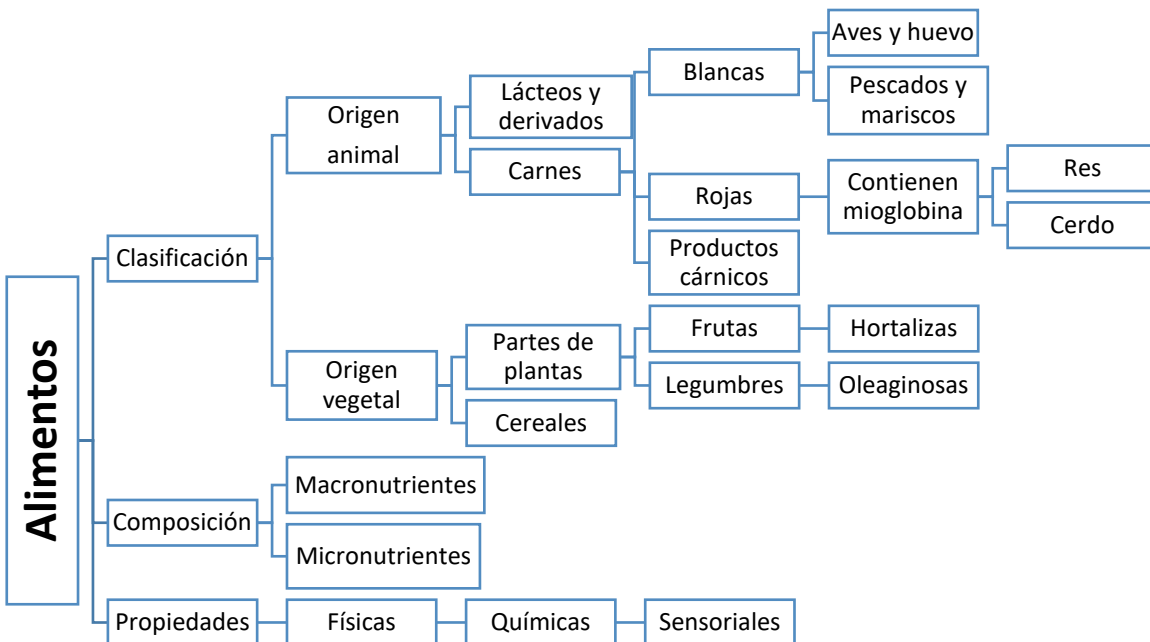 Alimentos
Clasificación
Origen
animal
Lácteos y
derivados
Carnes
Blancas
Aves y huevo
Pescados y
mariscos
Rojas
Contienen
mioglobina
Res
Cerdo
Productos
cárnicos
Origen
vegetal
Partes de
plantas
Frutas
Hortalizas
Legumbres
Oleaginosas
Cereales
Composición
Macronutrientes
Micronutrientes
Propiedades
Físicas
Químicas
Sensoriales